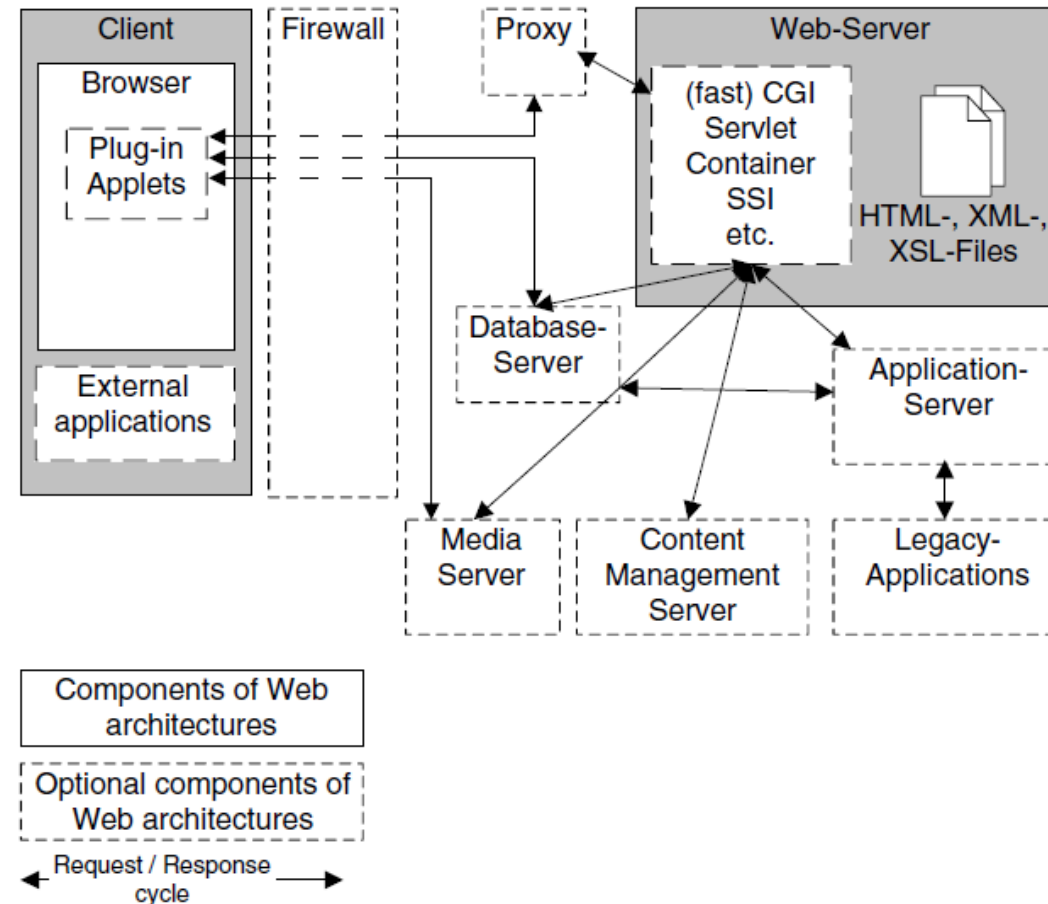 Client
Firewall
Proxy
Web-Server
Browser
Plug-in
Applets
(fast) CGI
Servlet
Container
SSI
etc.
HTML-, XML-,
XSL-Files
External
applications
Database-
Server
Application-
Server
Media
Server
Content
Management
Server
Legacy-
Applications
Components of Web
architectures
Optional components of
Web architectures
Request / Response
cycle